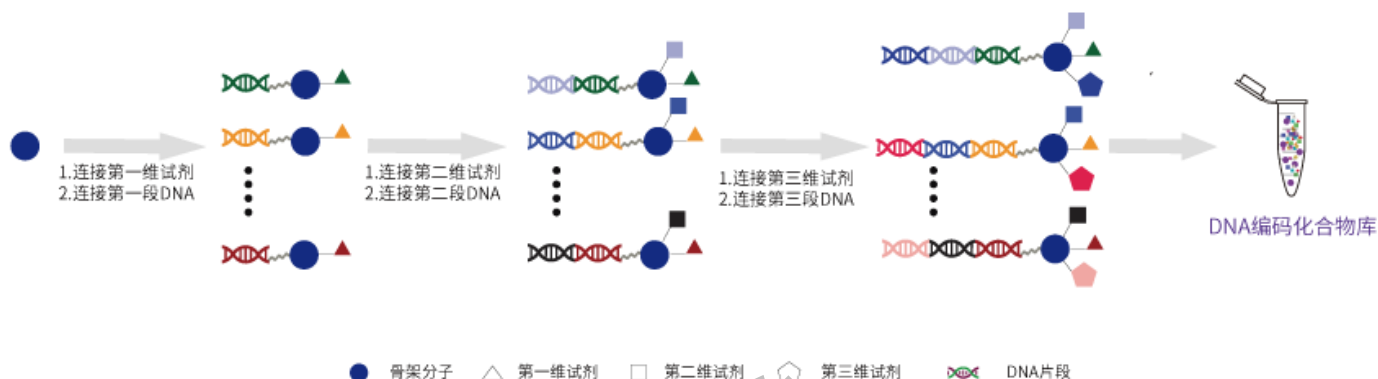 1.连接第一维试剂
2.连接第一段DNA
1.连接第二维试剂
2.连接第二段DNA
1.连接第三维试剂
2.连接第三段DNA
DNA编码化合物库
骨架分子
第一维试剂
第二维试剂
第三维试剂
DNA片段